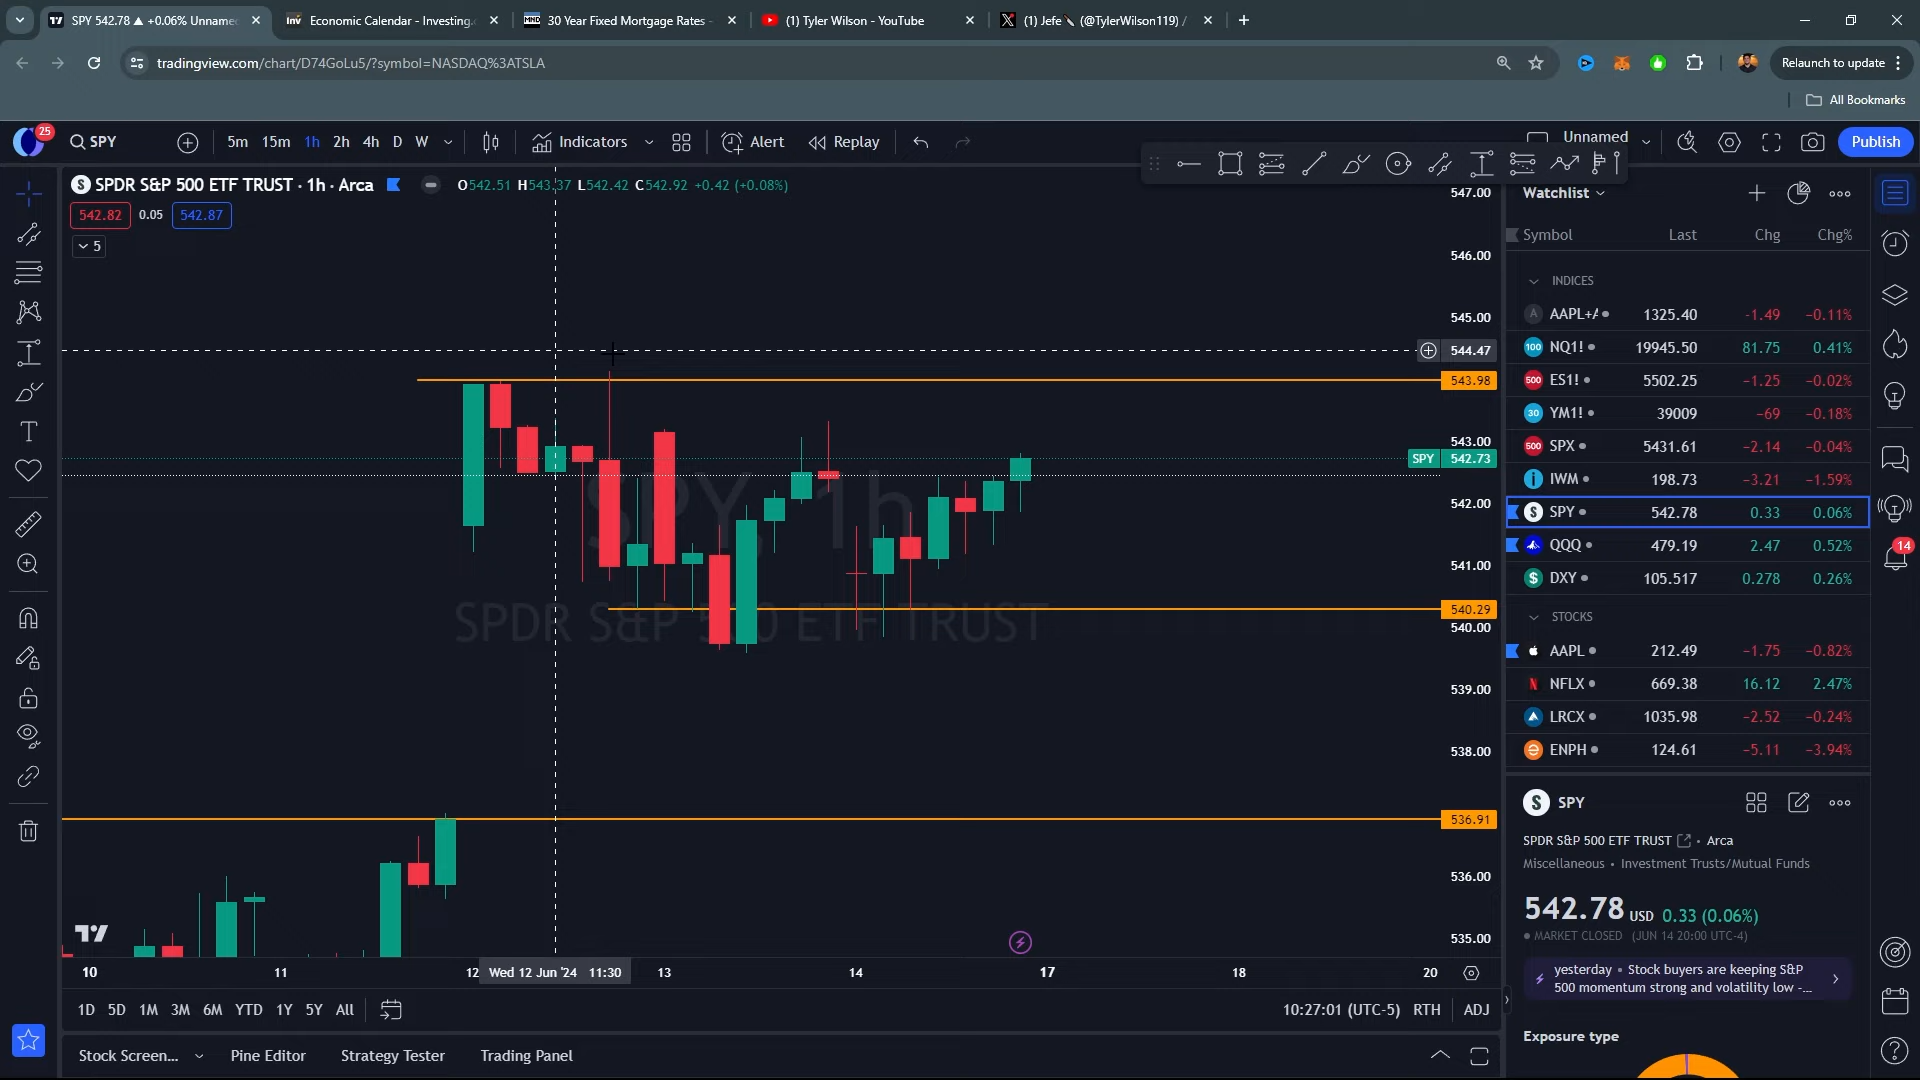 SPY 542.78 ▲ +0.06% Unname
Economic Calendar - Investing.
30 Year Fixed Mortgage Rates -
(1) Tyler Wilson - YouTube
(1) Jefe (@TylerWilson119) /
tradingview.com/chart/D74GoLu5/?symbol=NASDAQ%3ATSLA
Relaunch to update
All Bookmarks
25
SPY
5m 15m 1h 2h 4h D W
Indicators
Alert
Replay
Unnamed
Publish
SPDR S&P 500 ETF TRUST · 1h · Arca
O542.51 H543.37 L542.42 C542.92 +0.42 (+0.08%)
542.82 0.05 542.87
5
SPY, 1h
SPDR S&P 500 ETF TRUST
547.00
546.00
545.00
544.47
543.98
543.00
SPY 542.73
542.00
541.00
540.29
540.00
539.00
538.00
536.91
536.00
535.00
10 11 12 Wed 12 Jun '24 11:30 13 14 17 18 20
1D 5D 1M 3M 6M YTD 1Y 5Y All
10:27:01 (UTC-5) RTH ADJ
Stock Screen... Pine Editor Strategy Tester Trading Panel
Watchlist
Symbol Last Chg Chg%
INDICES
AAPL+A 1325.40 −1.49 −0.11%
NQ1! 19945.50 81.75 0.41%
ES1! 5502.25 −1.25 −0.02%
YM1! 39009 −69 −0.18%
SPX 5431.61 −2.14 −0.04%
IWM 198.73 −3.21 −1.59%
SPY 542.78 0.33 0.06%
QQQ 479.19 2.47 0.52%
DXY 105.517 0.278 0.26%
STOCKS
AAPL 212.49 −1.75 −0.82%
NFLX 669.38 16.12 2.47%
LRCX 1035.98 −2.52 −0.24%
ENPH 124.61 −5.11 −3.94%
14
SPY
SPDR S&P 500 ETF TRUST · Arca
Miscellaneous • Investment Trusts/Mutual Funds
542.78 USD 0.33 (0.06%)
MARKET CLOSED (JUN 14 20:00 UTC-4)
yesterday • Stock buyers are keeping S&P
500 momentum strong and volatility low -...
Exposure type